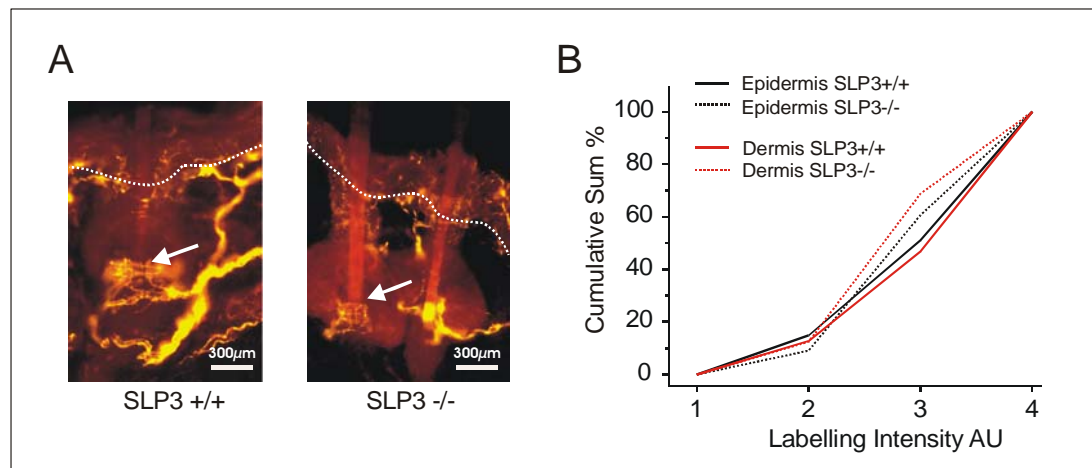 A
300µm
SLP3 +/+
300µm
SLP3 -/-
B
Epidermis SLP3+/+
Epidermis SLP3-/-
Dermis SLP3+/+
Dermis SLP3-/-
Cumulative Sum %
100
80
60
40
20
0
1 2 3 4
Labelling Intensity AU